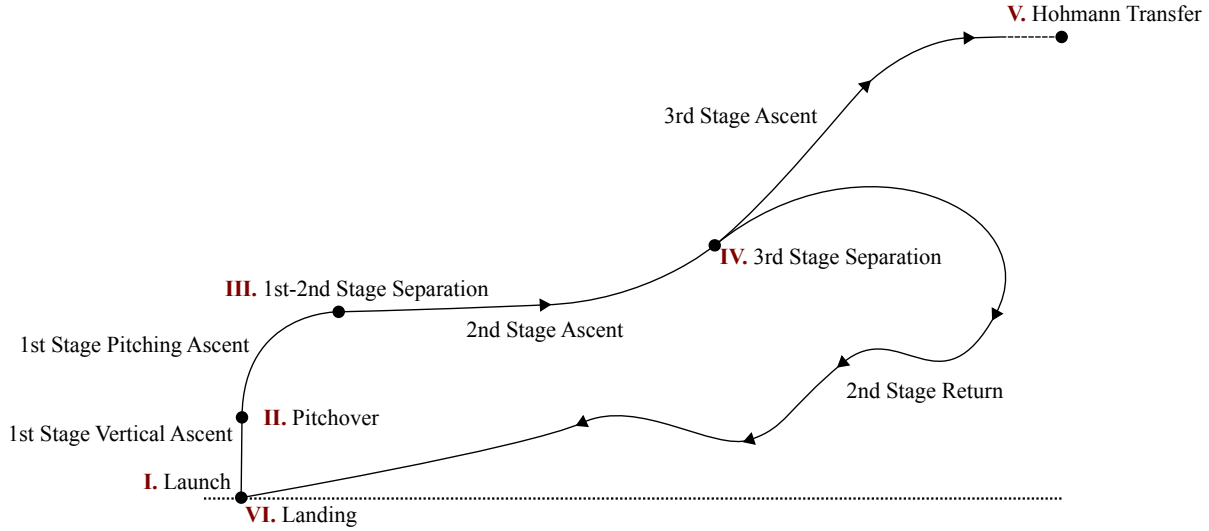 V. Hohmann Transfer
3rd Stage Ascent
IV. 3rd Stage Separation
III. 1st-2nd Stage Separation
2nd Stage Ascent
1st Stage Pitching Ascent
2nd Stage Return
II. Pitchover
1st Stage Vertical Ascent
I. Launch
VI. Landing